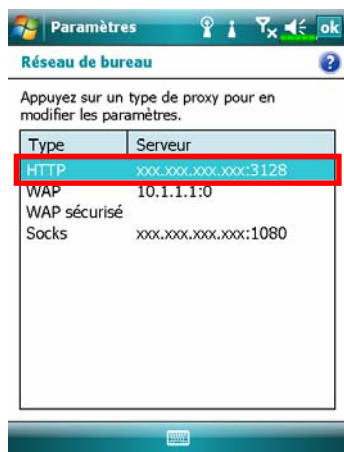 Paramètres ok
Réseau de bureau ?
Appuyez sur un type de proxy pour en
modifier les paramètres.
Type Serveur
HTTP xxx.xxx.xxx.xxx:3128
WAP 10.1.1.1:0
WAP sécurisé
Socks xxx.xxx.xxx.xxx:1080